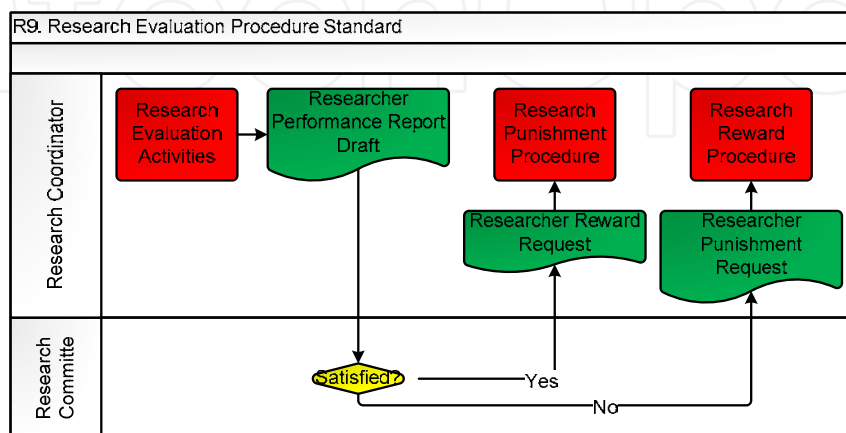 R9. Research Evaluation Procedure Standard
Research Coordinator
Research
Evaluation
Activities
Researcher
Performance Report
Draft
Research
Punishment
Procedure
Research
Reward
Procedure
Researcher Reward
Request
Researcher
Punishment
Request
Research
Committe
Satisfied?
Yes
No